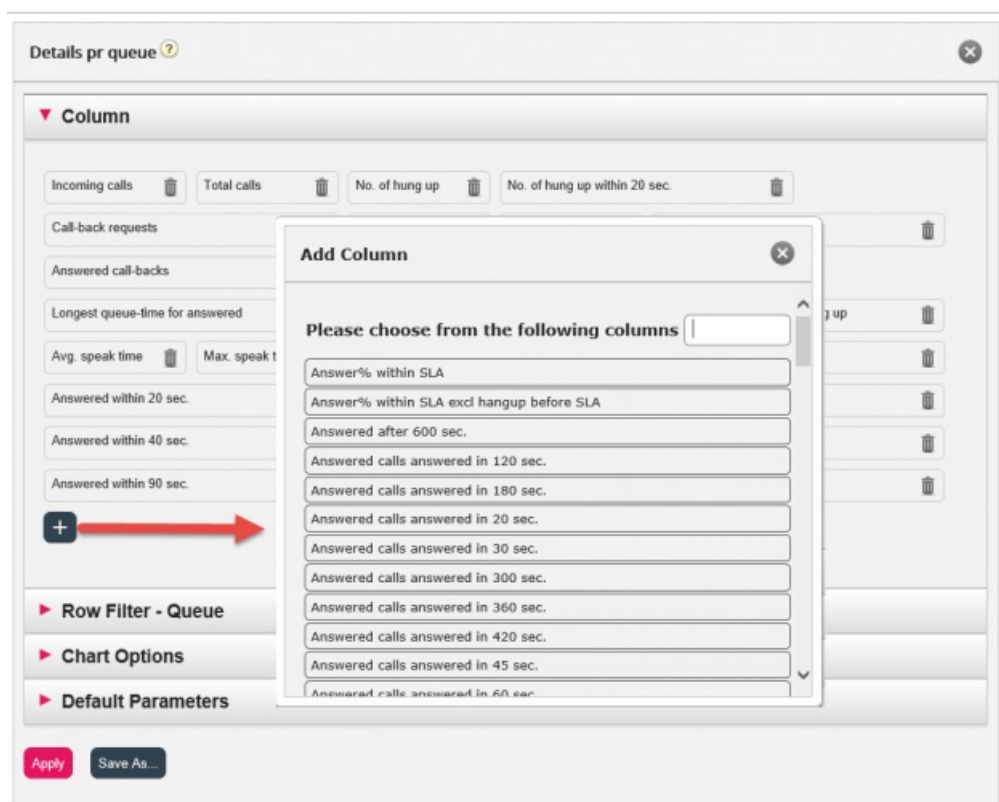 Details pr queue ?
Column
Incoming calls Total calls No. of hung up No. of hung up within 20 sec.
Call-back requests
Answered call-backs
Longest queue-time for answered
g up
Avg. speak time Max. speak t
Answered within 20 sec.
Answered within 40 sec.
Answered within 90 sec.
+
Add Column
Please choose from the following columns
Answer% within SLA
Answer% within SLA excl hangup before SLA
Answered after 600 sec.
Answered calls answered in 120 sec.
Answered calls answered in 180 sec.
Answered calls answered in 20 sec.
Answered calls answered in 30 sec.
Answered calls answered in 300 sec.
Answered calls answered in 360 sec.
Answered calls answered in 420 sec.
Answered calls answered in 45 sec.
Answered calls answered in 60 sec.
Row Filter - Queue
Chart Options
Default Parameters
Apply Save As...